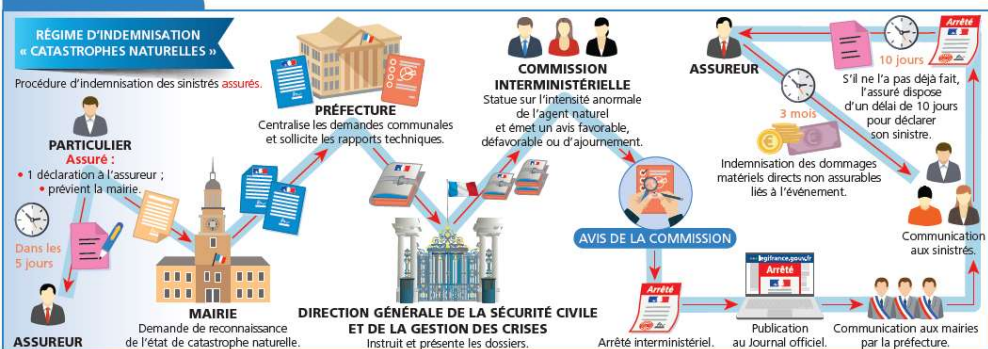 RÉGIME D'INDEMNISATION
« CATASTROPHES NATURELLES »
Procédure d'indemnisation des sinistrés assurés.
PARTICULIER
Assuré :
• 1 déclaration à l'assureur ;
• prévient la mairie.
Dans les
5 jours
ASSUREUR
MAIRIE
Demande de reconnaissance
de l'état de catastrophe naturelle.
PRÉFECTURE
Centralise les demandes communales
et sollicite les rapports techniques.
DIRECTION GÉNÉRALE DE LA SÉCURITÉ CIVILE
ET DE LA GESTION DES CRISES
Instruit et présente les dossiers.
COMMISSION
INTERMINISTÉRIELLE
Statue sur l'intensité anormale
de l'agent naturel
et émet un avis favorable,
défavorable ou d'ajournement.
AVIS DE LA COMMISSION
Arrêté
Arrêté interministériel.
legifrance.gouv.fr
Arrêté
Publication
au Journal officiel.
Communication aux mairies
par la préfecture.
Arrêté
10 jours
S'il ne l'a pas déjà fait,
l'assuré dispose
d'un délai de 10 jours
pour déclarer
son sinistre.
ASSUREUR
3 mois
Indemnisation des dommages
matériels directs non assurables
liés à l'événement.
Communication
aux sinistrés.